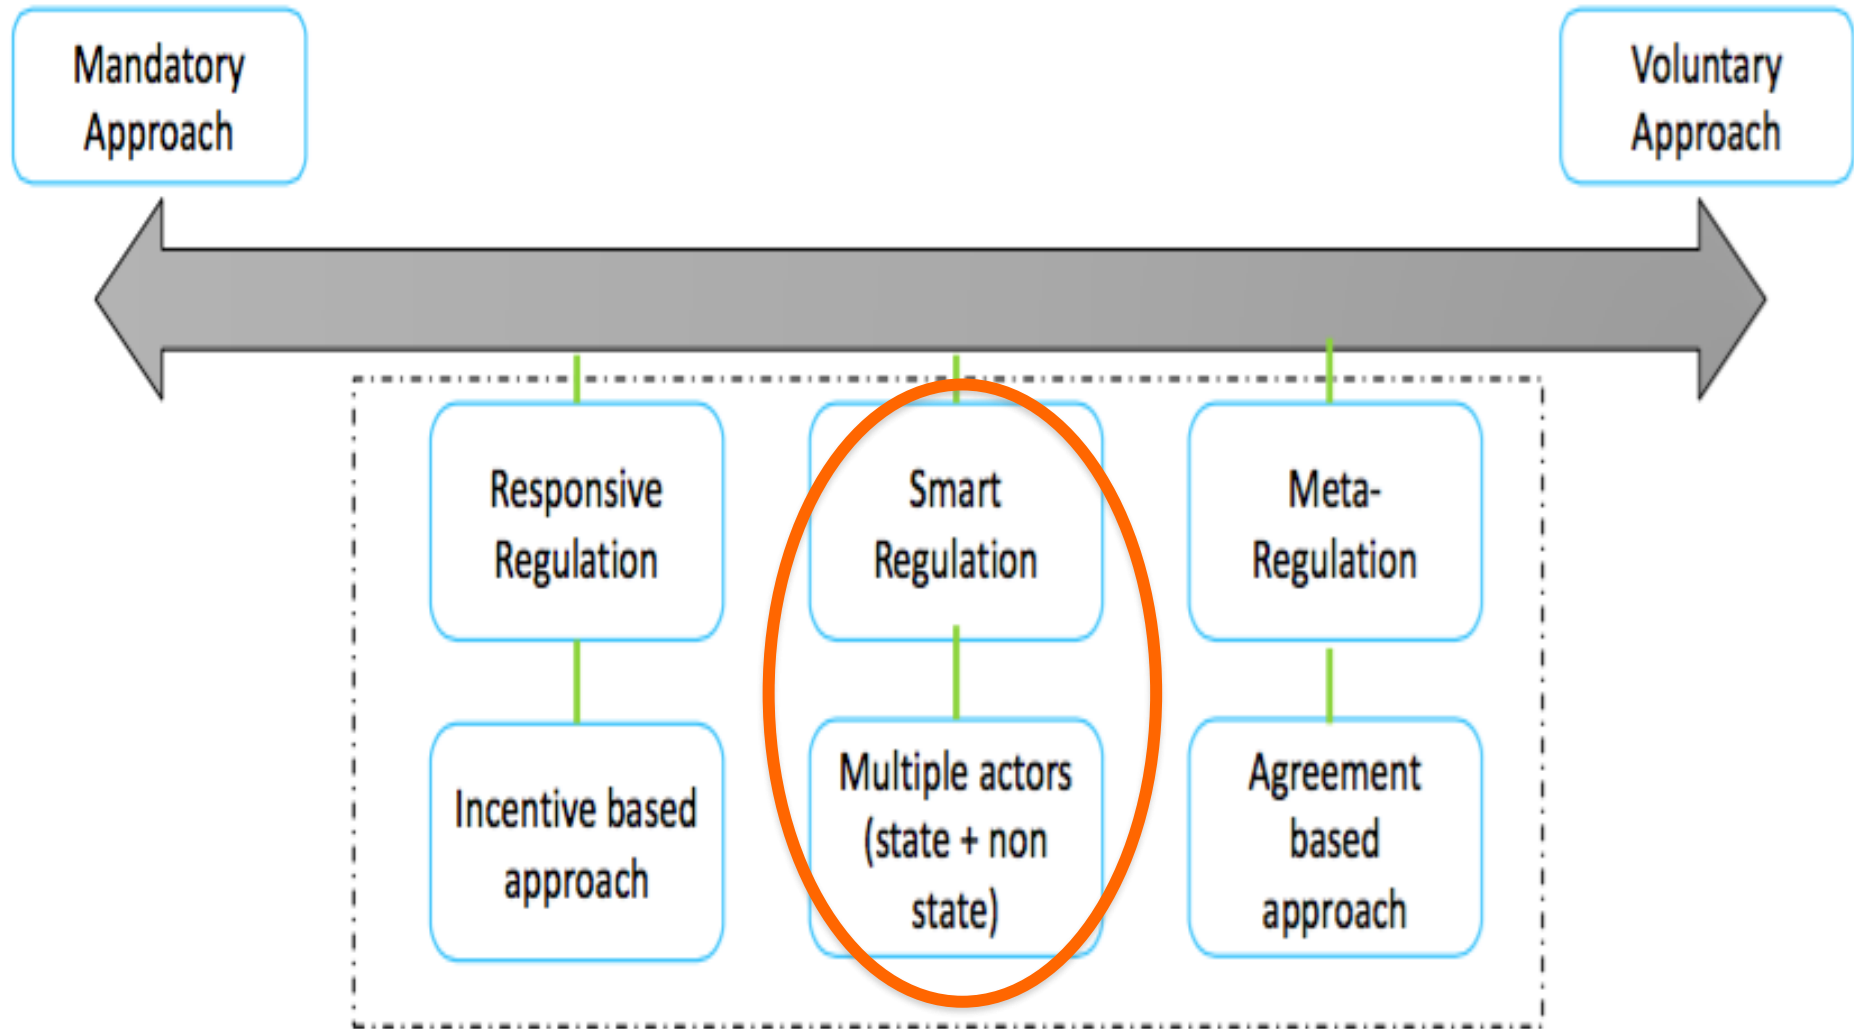 Mandatory
Approach
Voluntary
Approach
Responsive
Regulation
Smart
Regulation
Meta-
Regulation
Incentive based
approach
Multiple actors
(state + non
state)
Agreement
based
approach